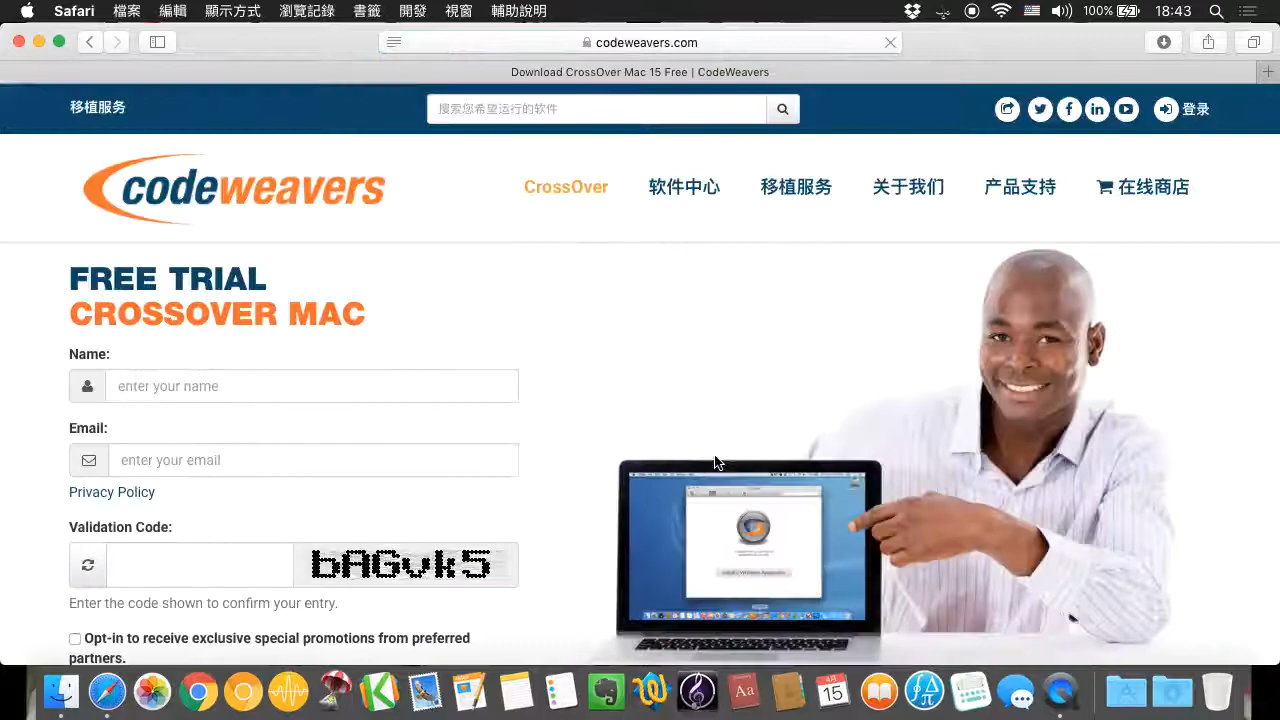 Safari 檔案 編輯 顯示方式 瀏覽記錄 書籤 開發 視窗 輔助說明 100% 18:43
codeweavers.com
Download CrossOver Mac 15 Free | CodeWeavers
移植服务 搜索您希望运行的软件 登录
codeweavers CrossOver 软件中心 移植服务 关于我们 产品支持 在线商店
FREE TRIAL
CROSSOVER MAC
Name:
enter your name
Email:
enter your email
Privacy Policy
Validation Code:
bAGvk5
Enter the code shown to confirm your entry.
Opt-in to receive exclusive special promotions from preferred
partners.
Aa
4月
15